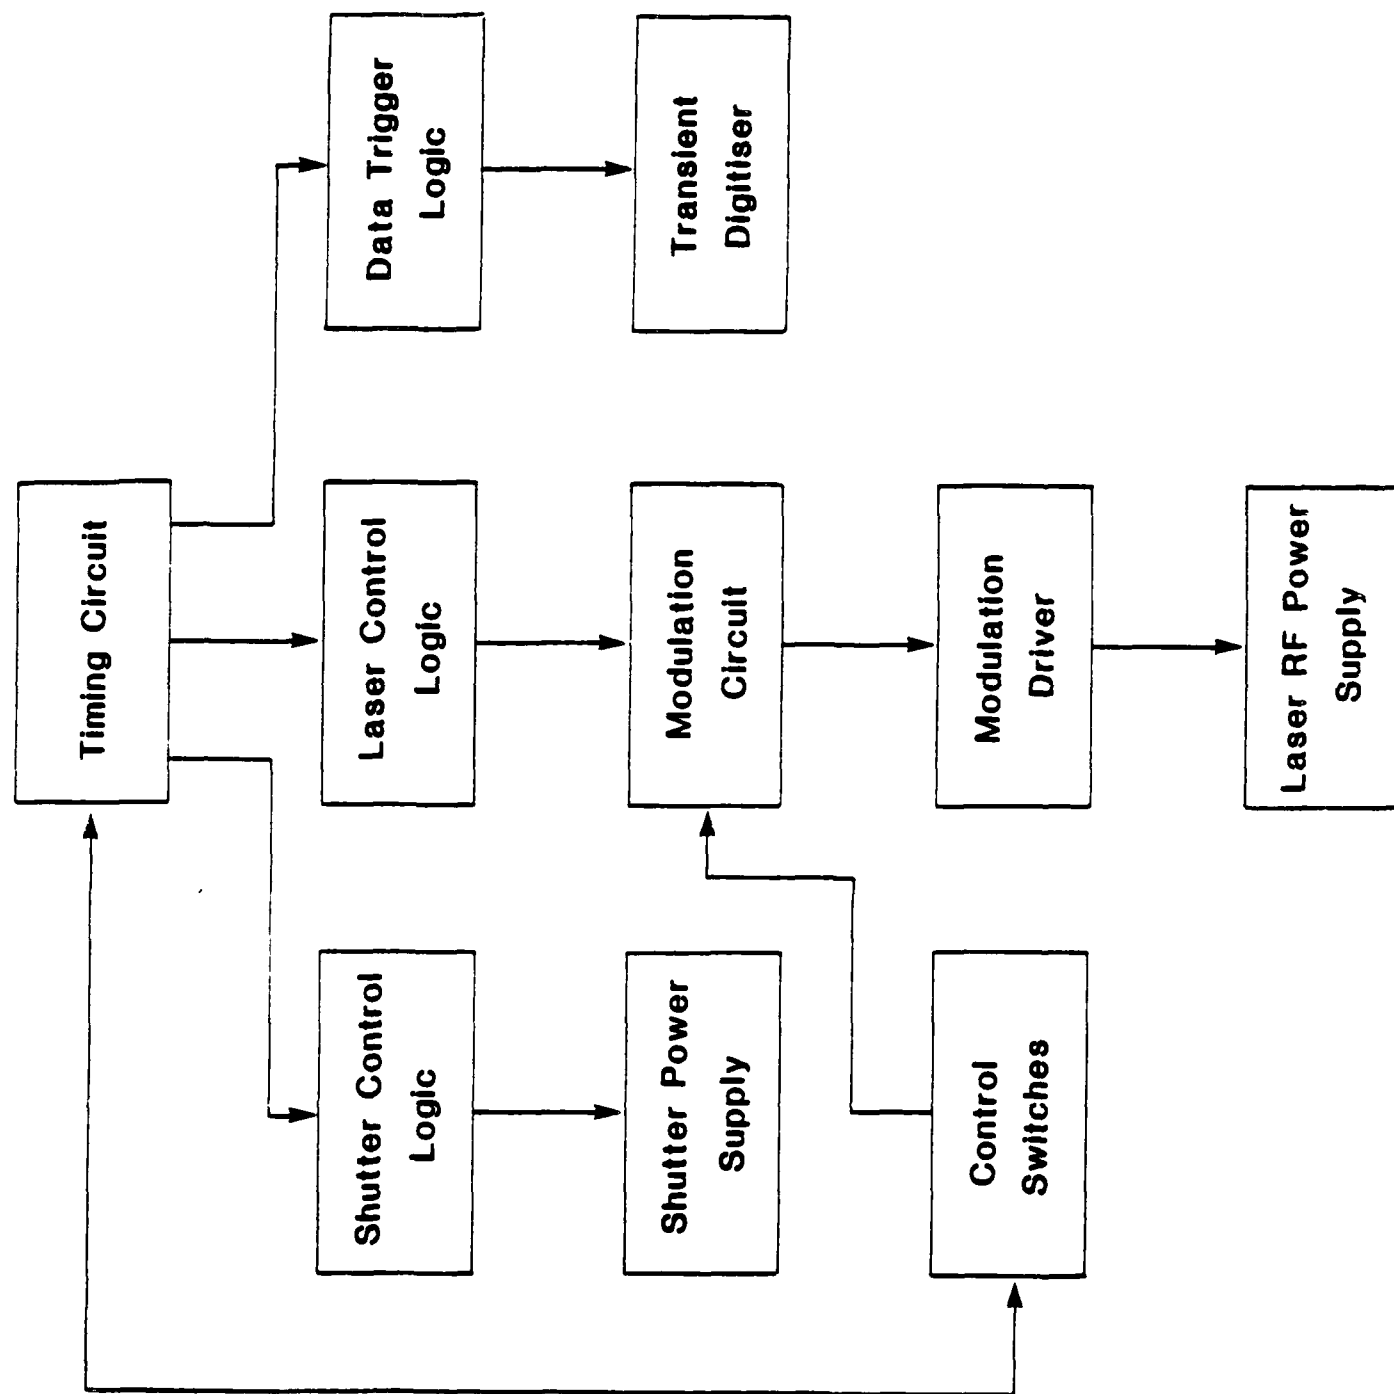 Timing Circuit
Data Trigger
Logic
Laser Control
Logic
Shutter Control
Logic
Transient
Digitiser
Modulation
Circuit
Shutter Power
Supply
Modulation
Driver
Control
Switches
Laser RF Power
Supply